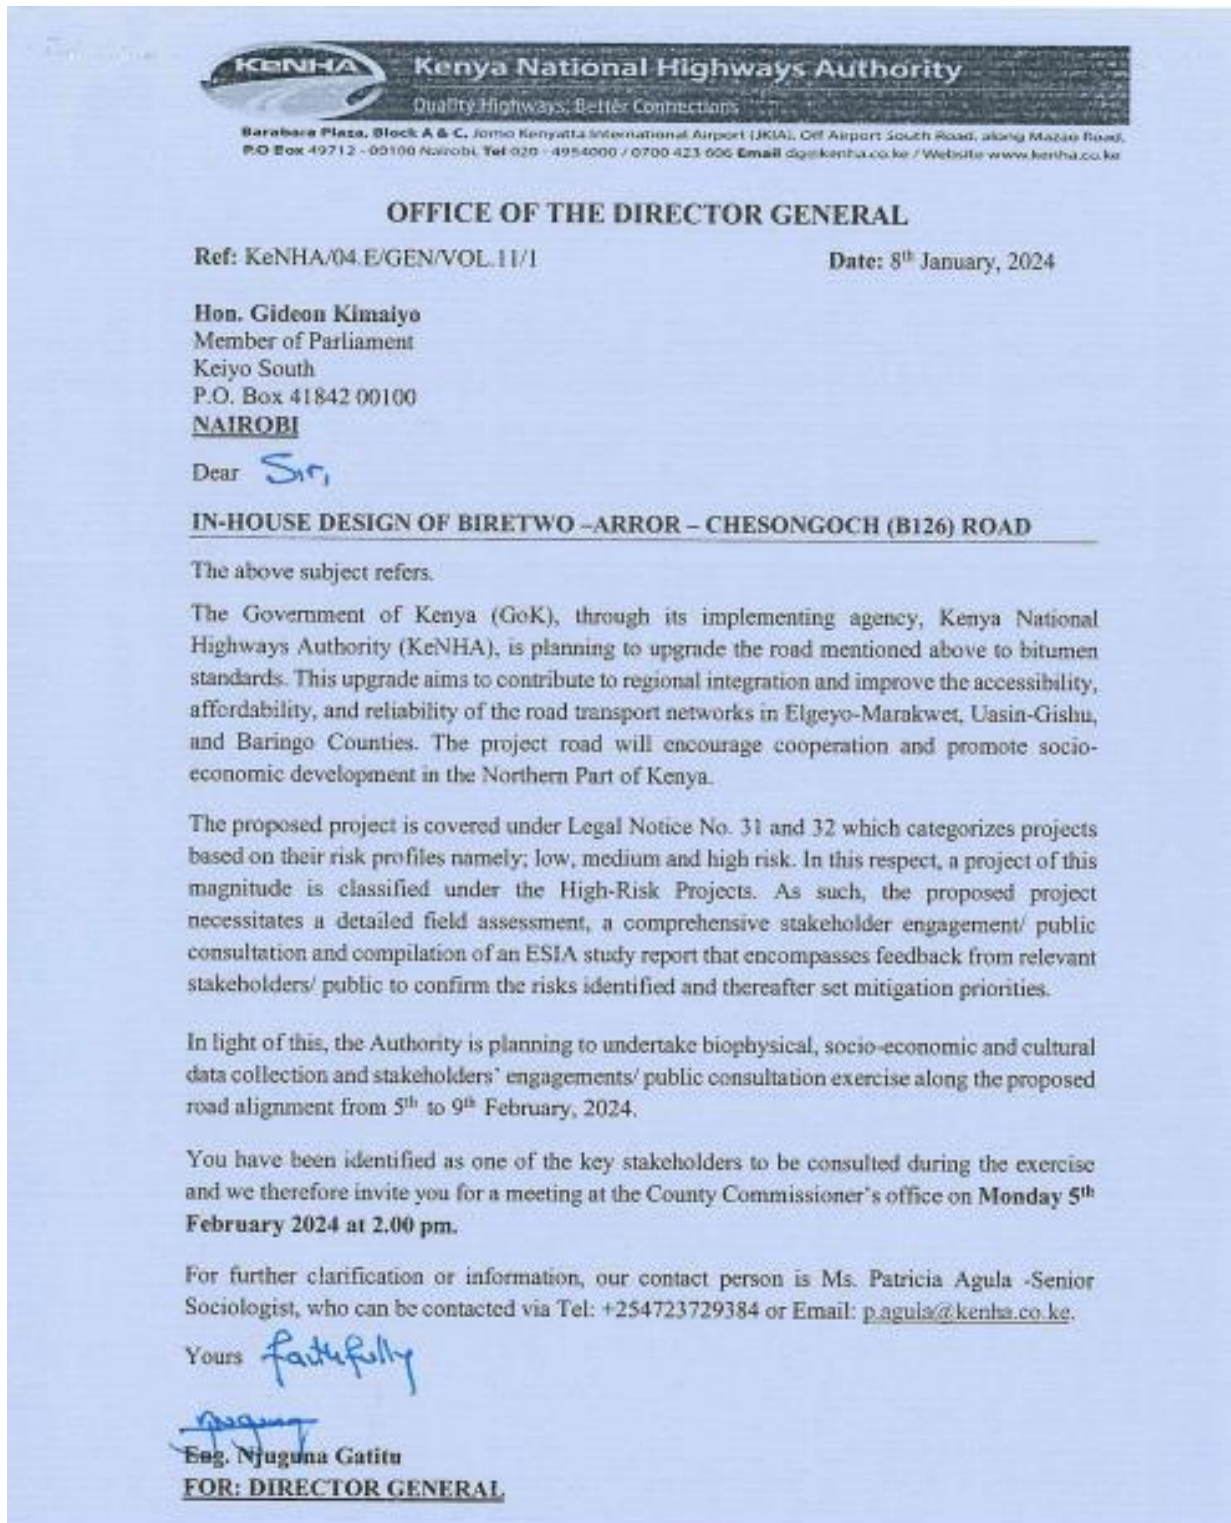 KeNHA
Kenya National Highways Authority
Quality Highways, Better Connections
Barabara Plaza, Block A & C, Jomo Kenyatta International Airport (JKIA), Off Airport South Road, along Mazao Road,
P.O Box 49712 - 00100 Nairobi, Tel 020 - 4954000 / 0700 423 606 Email dg@kenha.co.ke / Website www.kenha.co.ke
OFFICE OF THE DIRECTOR GENERAL
Ref: KeNHA/04.E/GEN/VOL.11/1 Date: 8th January, 2024
Hon. Gideon Kimaiyo
Member of Parliament
Keiyo South
P.O. Box 41842 00100
NAIROBI
Dear Sir,
IN-HOUSE DESIGN OF BIRETWO –ARROR – CHESONGOCH (B126) ROAD
The above subject refers.
The Government of Kenya (GoK), through its implementing agency, Kenya National
Highways Authority (KeNHA), is planning to upgrade the road mentioned above to bitumen
standards. This upgrade aims to contribute to regional integration and improve the accessibility,
affordability, and reliability of the road transport networks in Elgeyo-Marakwet, Uasin-Gishu,
and Baringo Counties. The project road will encourage cooperation and promote socio-
economic development in the Northern Part of Kenya.
The proposed project is covered under Legal Notice No. 31 and 32 which categorizes projects
based on their risk profiles namely; low, medium and high risk. In this respect, a project of this
magnitude is classified under the High-Risk Projects. As such, the proposed project
necessitates a detailed field assessment, a comprehensive stakeholder engagement/ public
consultation and compilation of an ESIA study report that encompasses feedback from relevant
stakeholders/ public to confirm the risks identified and thereafter set mitigation priorities.
In light of this, the Authority is planning to undertake biophysical, socio-economic and cultural
data collection and stakeholders’ engagements/ public consultation exercise along the proposed
road alignment from 5th to 9th February, 2024.
You have been identified as one of the key stakeholders to be consulted during the exercise
and we therefore invite you for a meeting at the County Commissioner’s office on Monday 5th
February 2024 at 2.00 pm.
For further clarification or information, our contact person is Ms. Patricia Agula -Senior
Sociologist, who can be contacted via Tel: +254723729384 or Email: p.agula@kenha.co.ke.
Yours faithfully
Eng. Njuguna Gatitu
FOR: DIRECTOR GENERAL